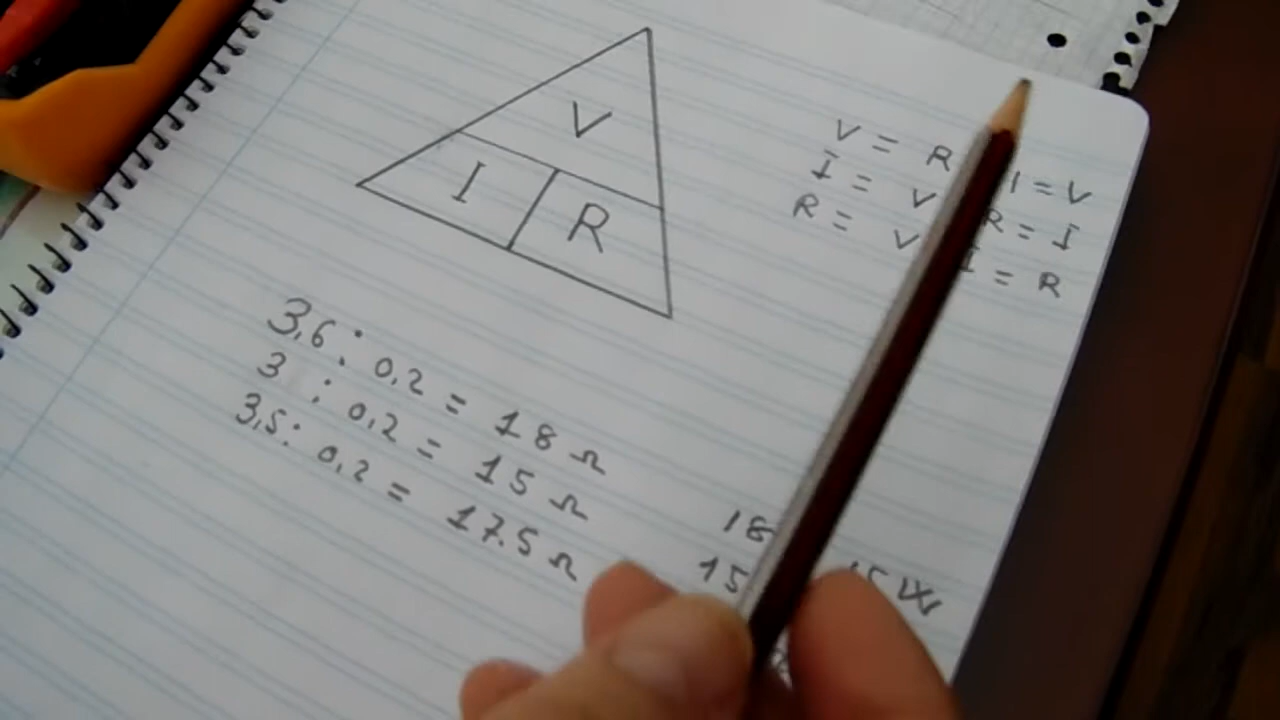 V
I R
V = R I = V
I = V R = I
R = V I = R
3,6 : 0.2 = 18 Ω
3 : 0.2 = 15 Ω
3,5 : 0.2 = 17.5 Ω
18
15